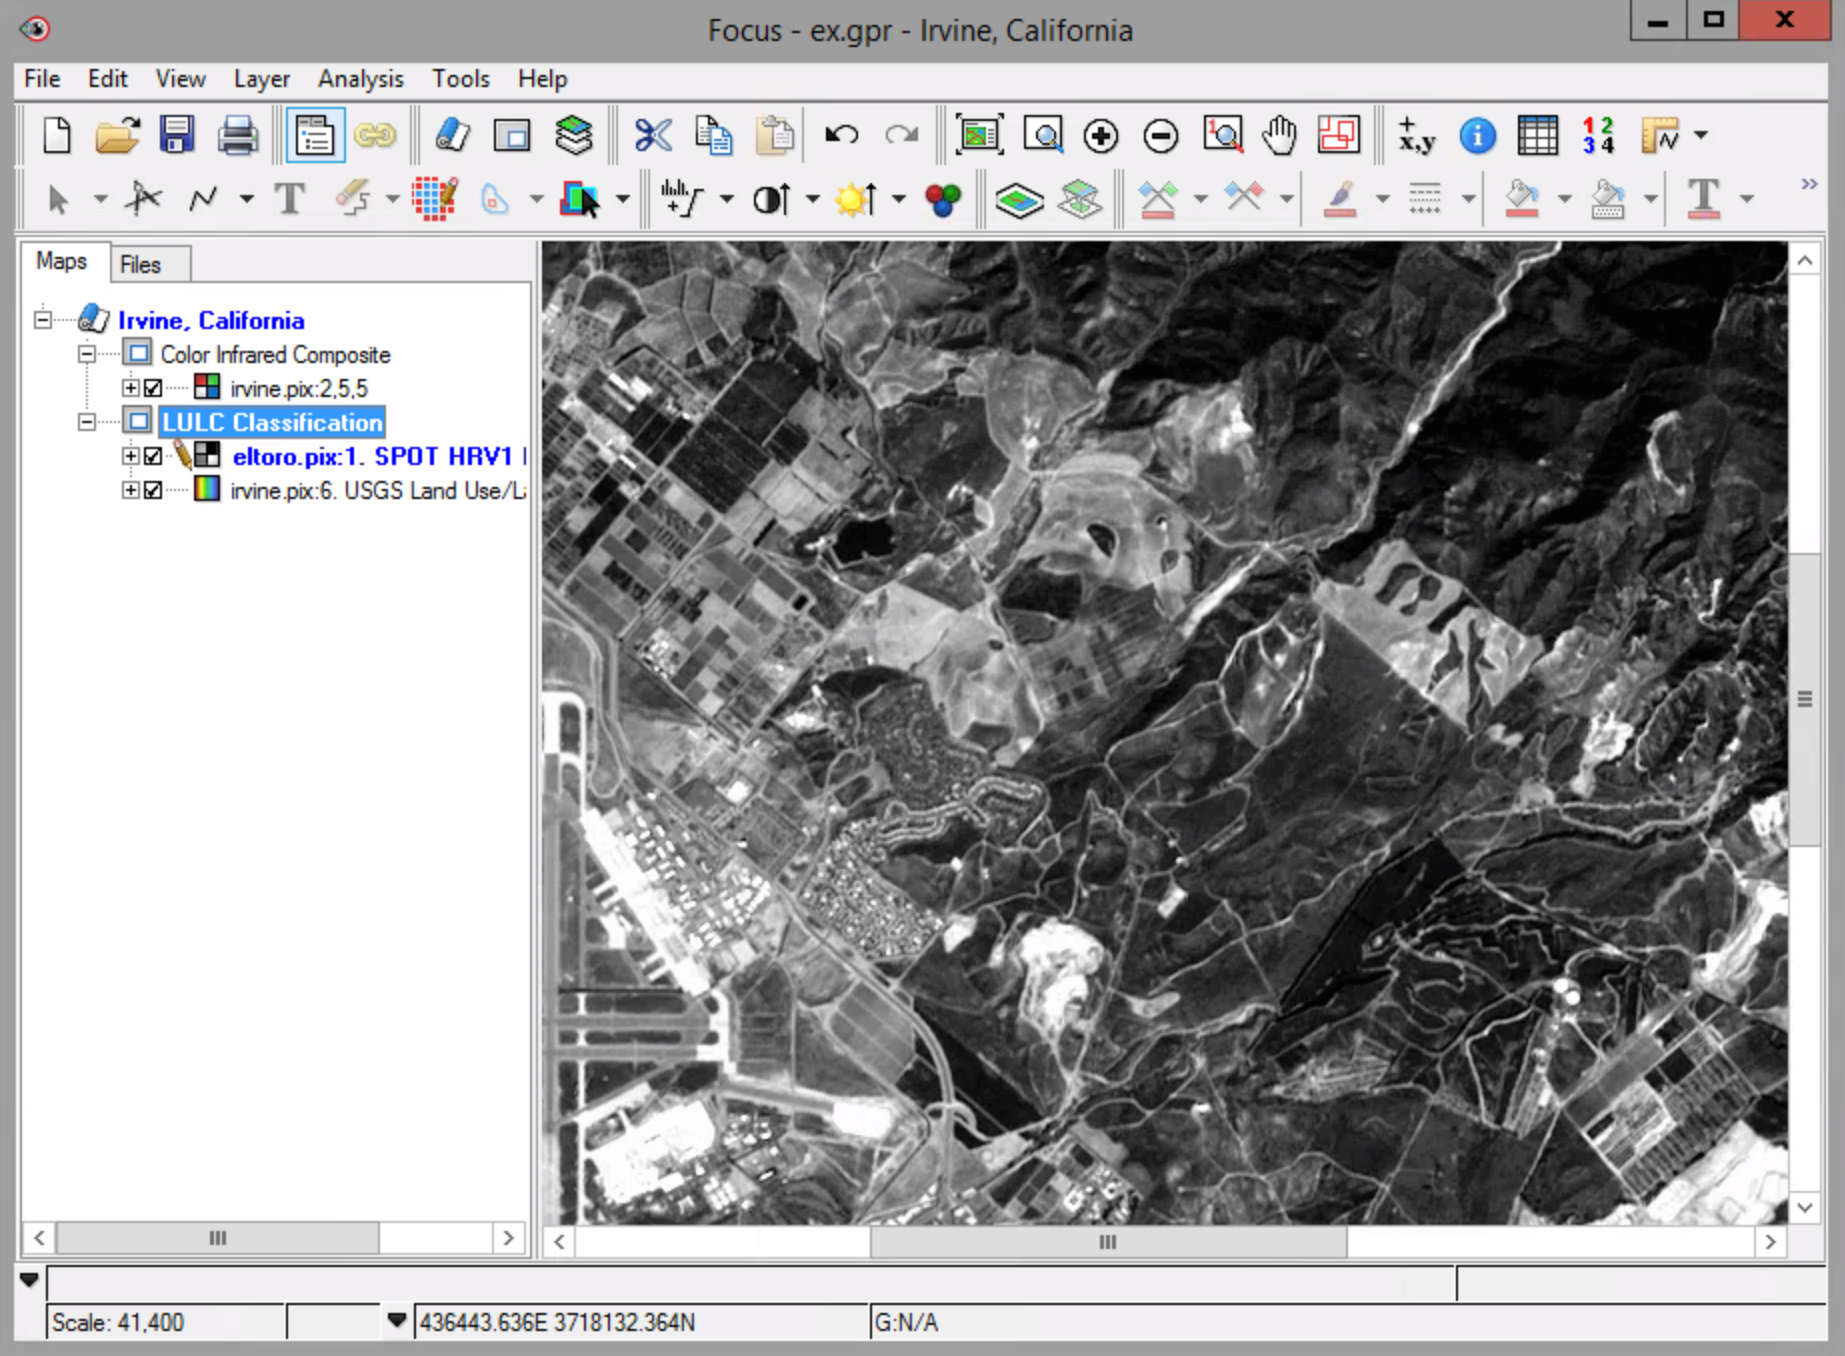 Focus - ex.gpr - Irvine, California
File Edit View Layer Analysis Tools Help
+
x,y
1 2
3 4
Maps Files
Irvine, California
Color Infrared Composite
irvine.pix:2,5,5
LULC Classification
eltoro.pix:1. SPOT HRV1
irvine.pix:6. USGS Land Use/L
Scale: 41,400
436443.636E 3718132.364N
G:N/A